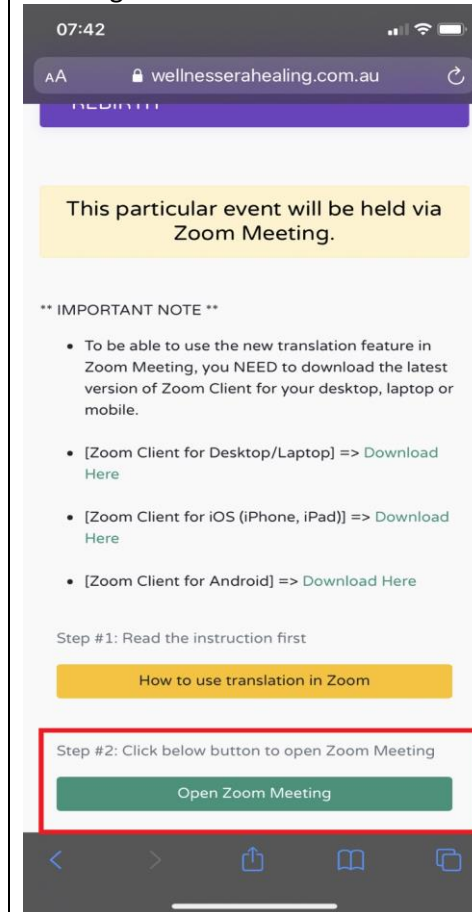 07:42
AA wellnesserahealing.com.au
REBIRTH
This particular event will be held via
Zoom Meeting.
** IMPORTANT NOTE **
• To be able to use the new translation feature in
Zoom Meeting, you NEED to download the latest
version of Zoom Client for your desktop, laptop or
mobile.
• [Zoom Client for Desktop/Laptop] => Download
Here
• [Zoom Client for iOS (iPhone, iPad)] => Download
Here
• [Zoom Client for Android] => Download Here
Step #1: Read the instruction first
How to use translation in Zoom
Step #2: Click below button to open Zoom Meeting
Open Zoom Meeting